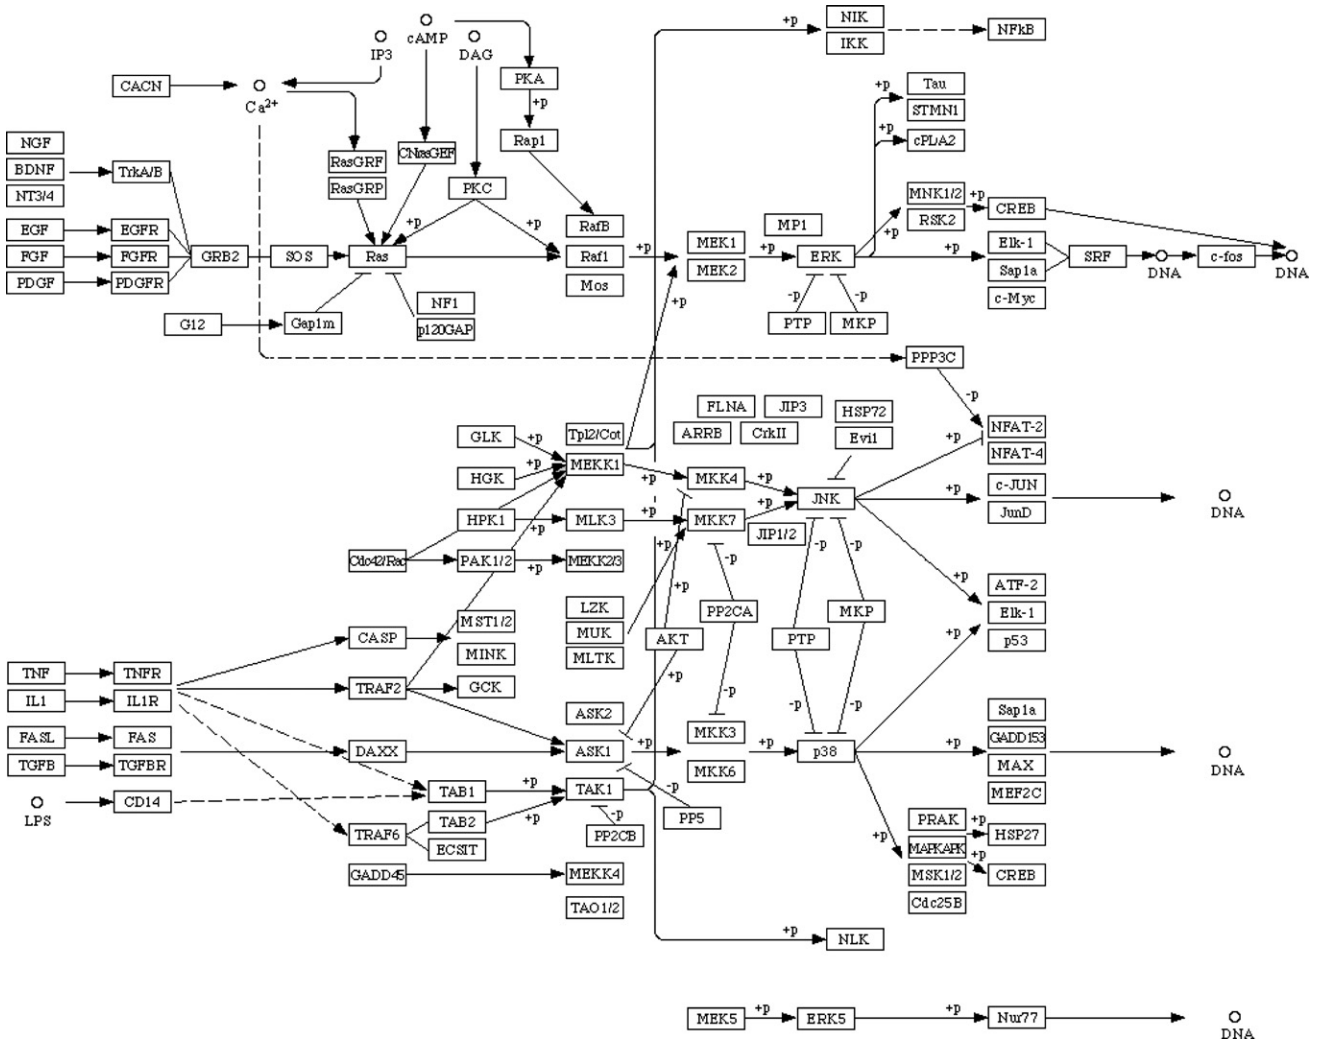 NIK
+p
IKK
NFkB
cAMP
IP3
DAG
PKA
+p
CACN
Ca2+
Tau
STMN1
+p
cPLA2
+p
Rap1
NGF
BDNF
NT3/4
TrkA/B
RasGRF
RasGRP
CNrasGEF
PKC
MNK1/2
+p
RSK2
CREB
+p
EGF
EGFR
FGF
FGFR
PDGF
PDGFR
GRB2
SOS
Ras
+p
+p
RafB
Raf1
Mos
+p
MEK1
MEK2
+p
MP1
ERK
+p
Elk-1
Sap1a
c-Myc
SRF
DNA
c-fos
DNA
G12
Gap1m
NF1
p120GAP
+p
-p
-p
PTP
MKP
PPP3C
-p
FLNA
JIP3
HSP72
ARRB
CrkII
Evi1
NFAT-2
NFAT-4
+p
GLK
+p
Tpl2/Cot
MEKK1
HGK
+p
+p
MKK4
+p
JNK
+p
c-JUN
JunD
DNA
HPK1
+p
MLK3
+p
MKK7
+p
JIP1/2
Cdc42/Rac
PAK1/2
+p
MEKK2/3
+p
-p
-p
-p
+p
LZK
MUK
MLTK
+p
AKT
PP2CA
PTP
MKP
ATF-2
Elk-1
p53
+p
CASP
MST1/2
MINK
GCK
TNF
TNFR
IL1
IL1R
TRAF2
+p
-p
-p
-p
FASL
FAS
TGFB
TGFBR
DAXX
ASK2
ASK1
+p
MKK3
MKK6
+p
p38
+p
Sap1a
GADD153
MAX
MEF2C
DNA
LPS
CD14
TAB1
+p
TAK1
-p
PP5
TRAF6
TAB2
ECSIT
+p
-p
PP2CB
+p
PRAK
+p
MAPKAPK
+p
MSK1/2
Cdc25B
HSP27
CREB
GADD45
MEKK4
TAO1/2
+p
NLK
MEK5
+p
ERK5
+p
Nur77
DNA